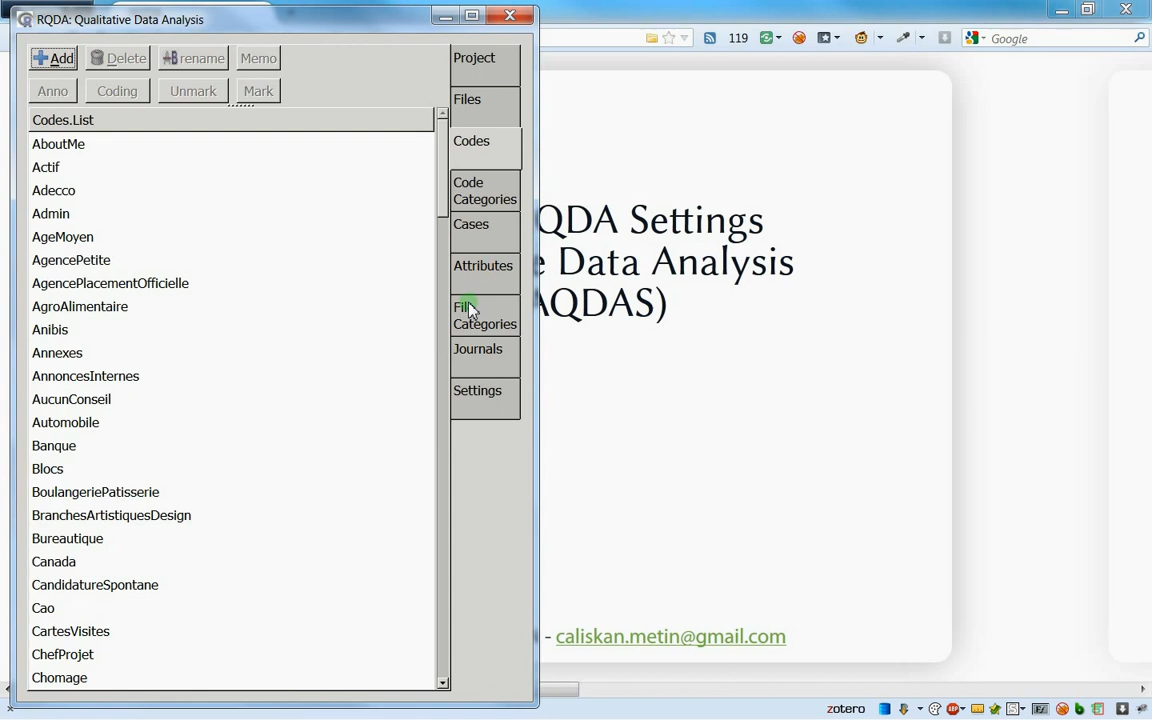 RQDA: Qualitative Data Analysis
Add
Delete
rename
Memo
Anno
Coding
Unmark
Mark
Codes.List
AboutMe
Actif
Adecco
Admin
AgeMoyen
AgencePetite
AgencePlacementOfficielle
AgroAlimentaire
Anibis
Annexes
AnnoncesInternes
AucunConseil
Automobile
Banque
Blocs
BoulangeriePatisserie
BranchesArtistiquesDesign
Bureautique
Canada
CandidatureSpontane
Cao
CartesVisites
ChefProjet
Chomage
Project
Files
Codes
Code
Categories
Cases
Attributes
File
Categories
Journals
Settings
119
Google
QDA Settings
e Data Analysis
AQDAS)
- caliskan.metin@gmail.com
zotero